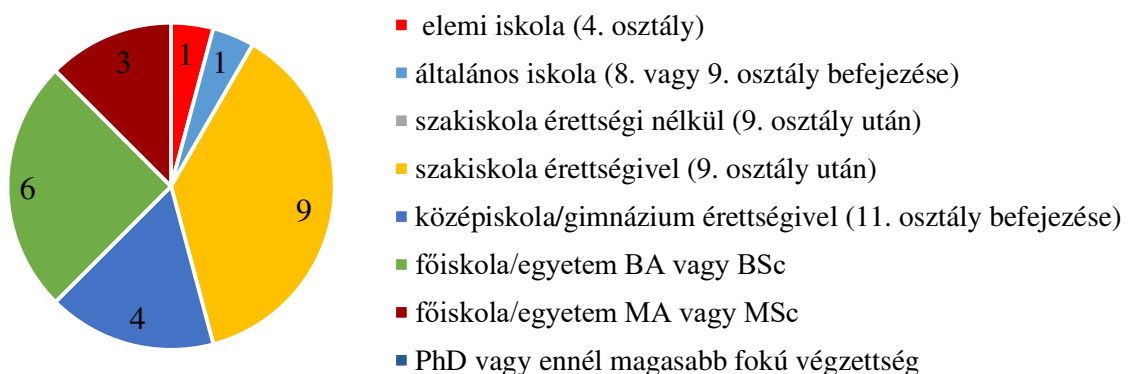 3
1
1
6
9
4
elemi iskola (4. osztály)
általános iskola (8. vagy 9. osztály befejezése)
szakiskola érettségi nélkül (9. osztály után)
szakiskola érettségivel (9. osztály után)
középiskola/gimnázium érettségivel (11. osztály befejezése)
főiskola/egyetem BA vagy BSc
főiskola/egyetem MA vagy MSc
PhD vagy ennél magasabb fokú végzettség